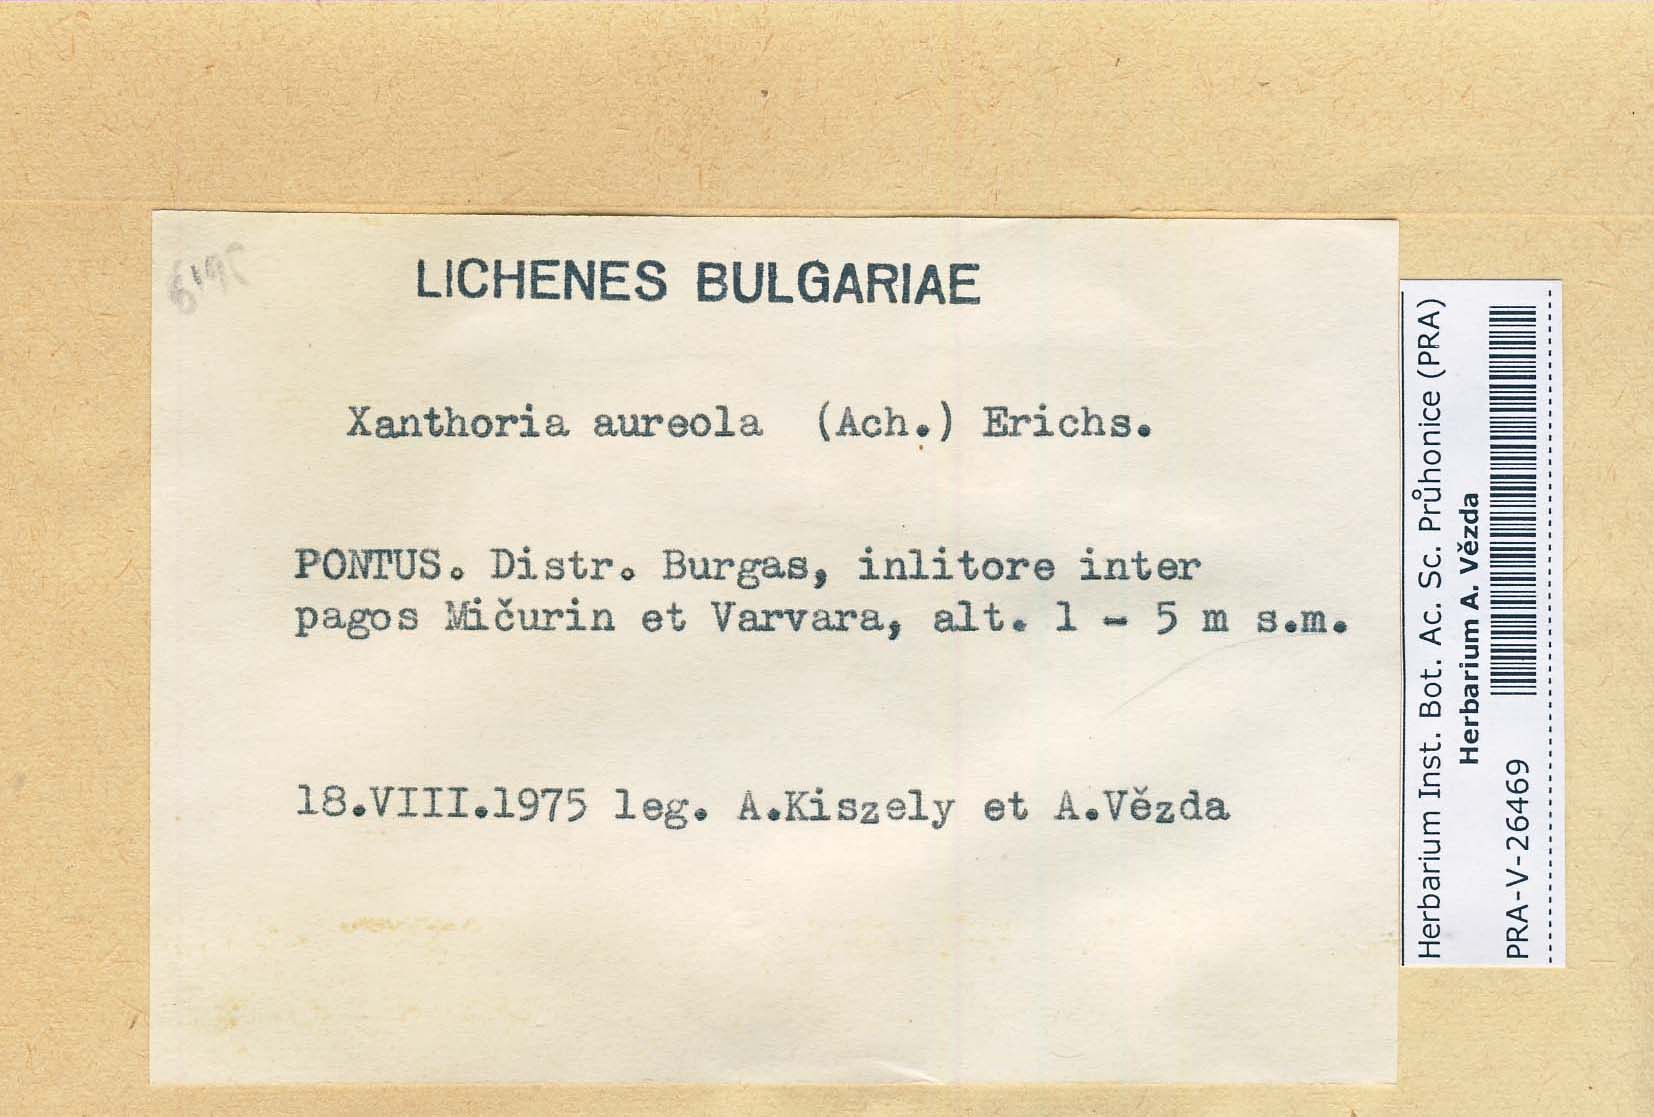 LICHENES BULGARIAE
Xanthoria aureola (Ach.) Erichs.
PONTUS. Distr. Burgas, inlitore inter
pagos Mičurin et Varvara, alt. 1 - 5 m s.m.
18.VIII.1975 leg. A.Kiszely et A.Vězda
Herbarium Inst. Bot. Ac. Sc. Průhonice (PRA)
Herbarium A. Vězda
PRA-V-26469